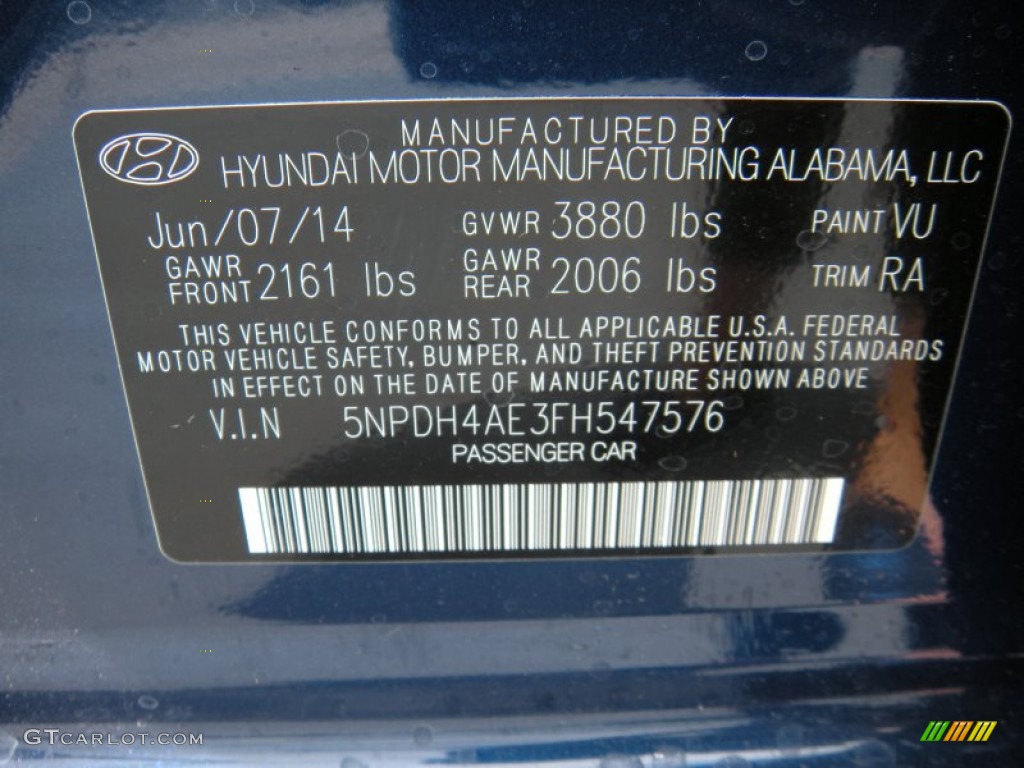 MANUFACTURED BY
HYUNDAI MOTOR MANUFACTURING ALABAMA, LLC
Jun/07/14 GVWR 3880 lbs PAINT VU
GAWR FRONT 2161 lbs GAWR REAR 2006 lbs TRIM RA
THIS VEHICLE CONFORMS TO ALL APPLICABLE U.S.A. FEDERAL
MOTOR VEHICLE SAFETY, BUMPER, AND THEFT PREVENTION STANDARDS
IN EFFECT ON THE DATE OF MANUFACTURE SHOWN ABOVE
V.I.N 5NPDH4AE3FH547576
PASSENGER CAR
GTCARLOT.COM